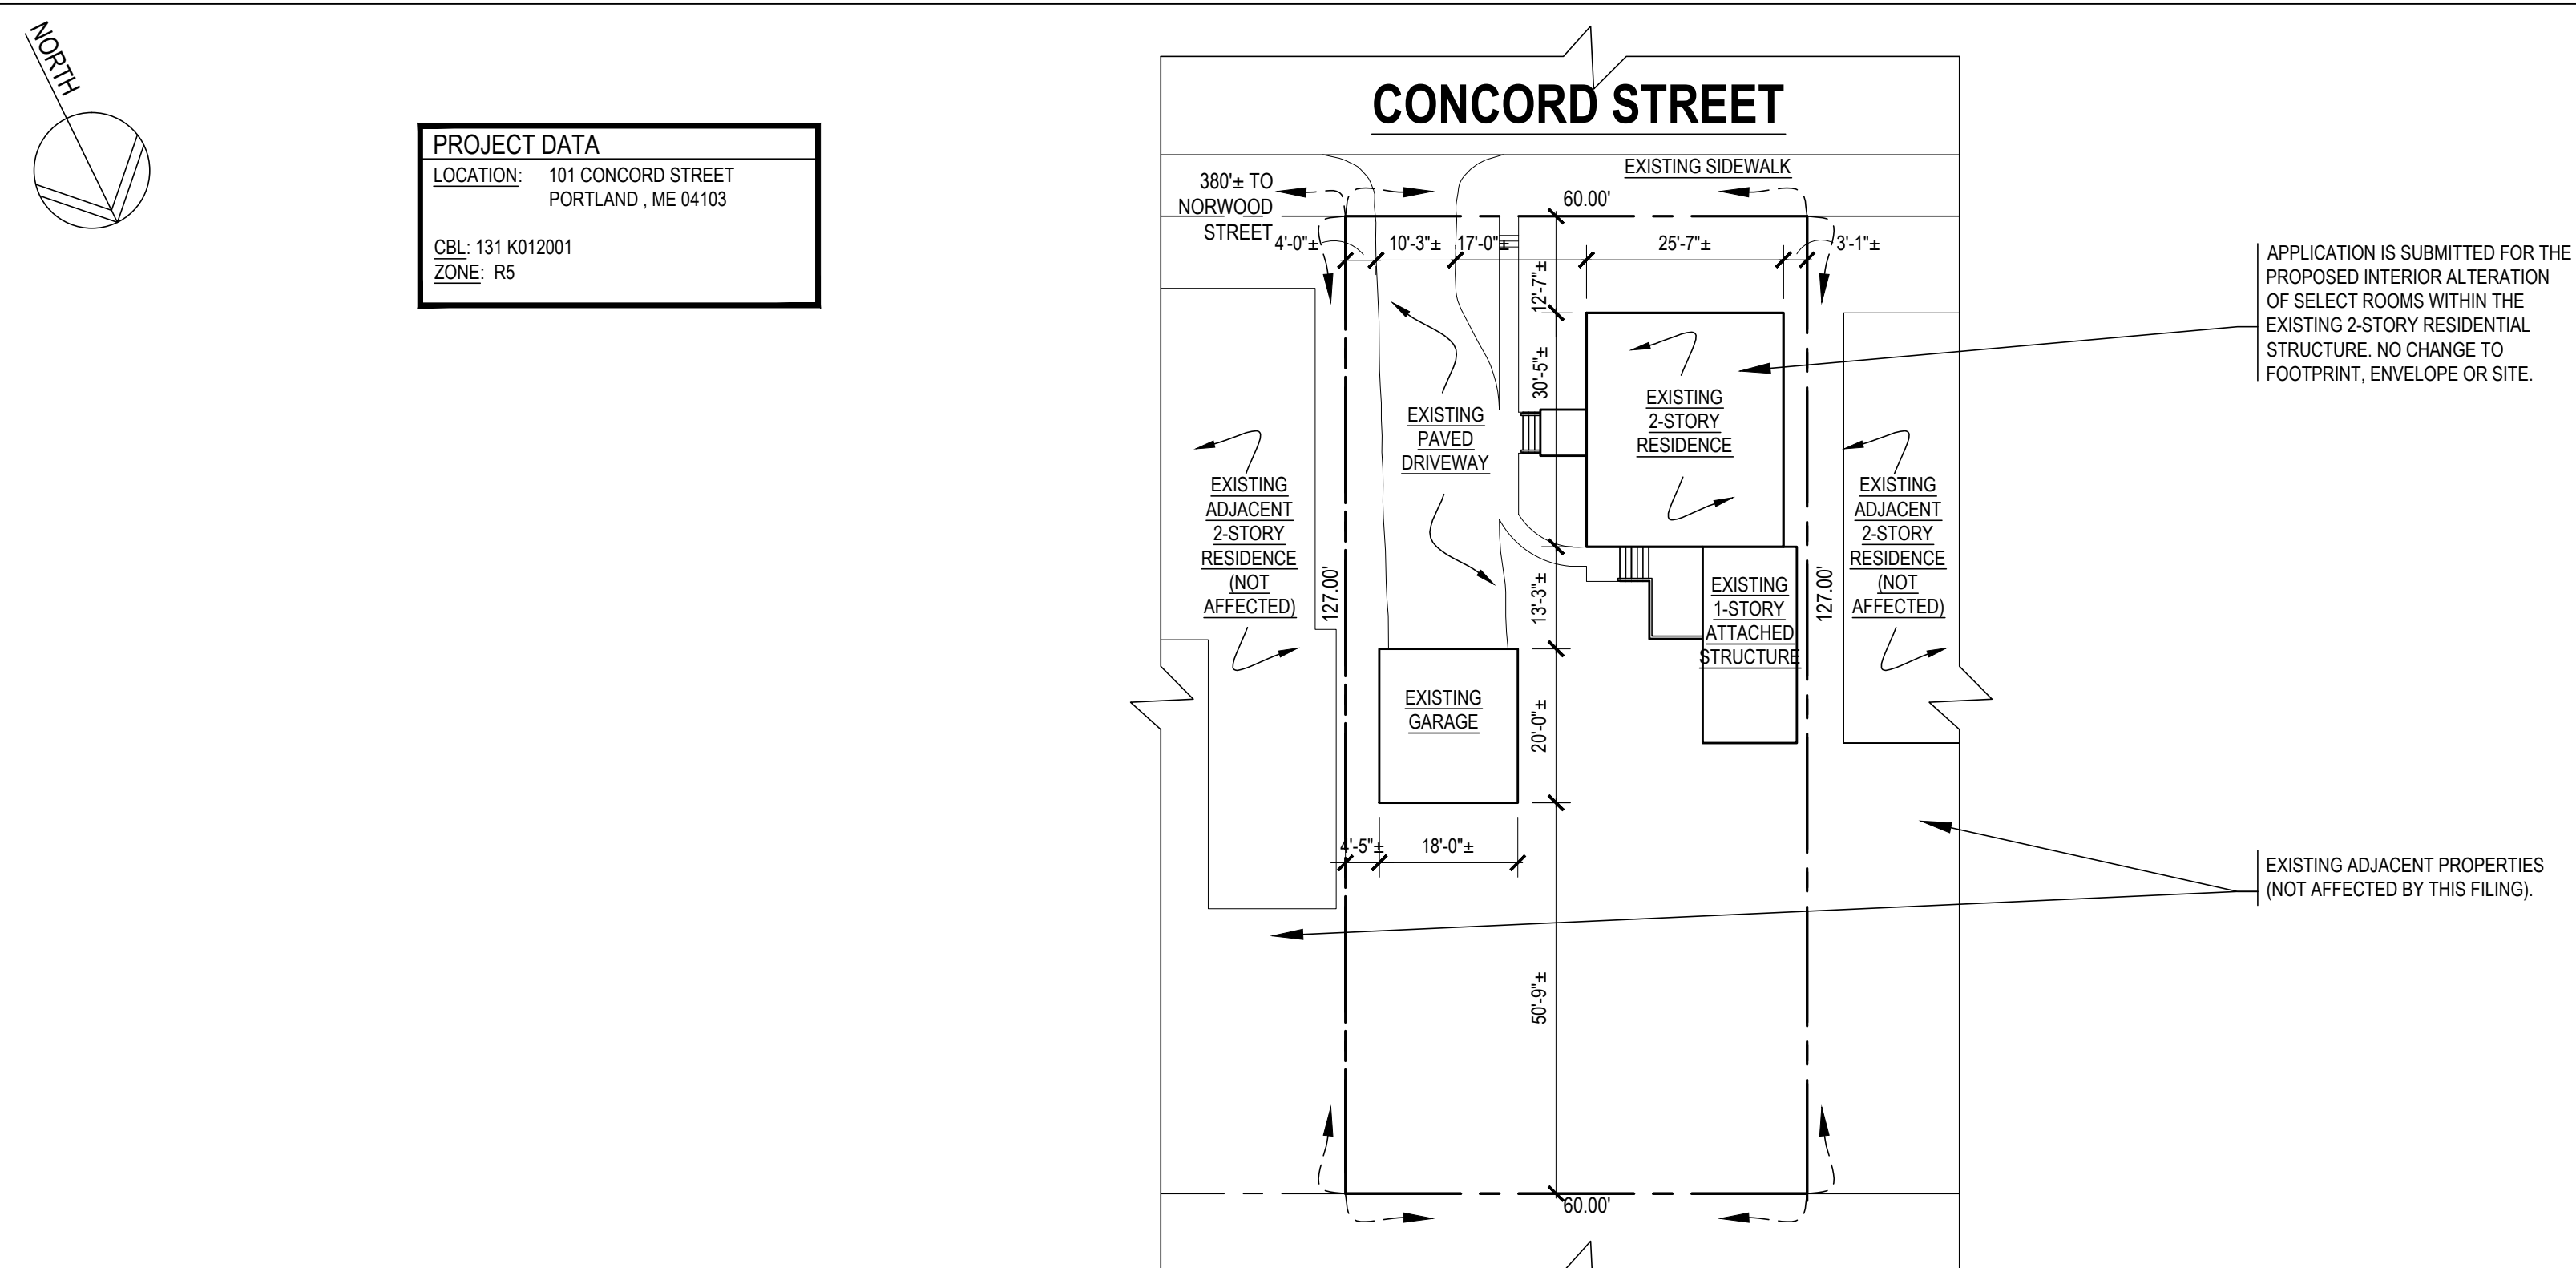 NORTH
PROJECT DATA
LOCATION: 101 CONCORD STREET
PORTLAND , ME 04103
CBL: 131 K012001
ZONE: R5
CONCORD STREET
EXISTING SIDEWALK
380'± TO
NORWOOD
STREET
60.00'
4'-0"±
10'-3"±
17'-0"±
25'-7"±
3'-1"±
12'-7"±
30'-5"±
13'-3"±
20'-0"±
50'-9"±
EXISTING
PAVED
DRIVEWAY
EXISTING
2-STORY
RESIDENCE
EXISTING
ADJACENT
2-STORY
RESIDENCE
(NOT
AFFECTED)
127.00'
EXISTING
1-STORY
ATTACHED
STRUCTURE
127.00'
EXISTING
ADJACENT
2-STORY
RESIDENCE
(NOT
AFFECTED)
EXISTING
GARAGE
4'-5"±
18'-0"±
60.00'
APPLICATION IS SUBMITTED FOR THE
PROPOSED INTERIOR ALTERATION
OF SELECT ROOMS WITHIN THE
EXISTING 2-STORY RESIDENTIAL
STRUCTURE. NO CHANGE TO
FOOTPRINT, ENVELOPE OR SITE.
EXISTING ADJACENT PROPERTIES
(NOT AFFECTED BY THIS FILING).